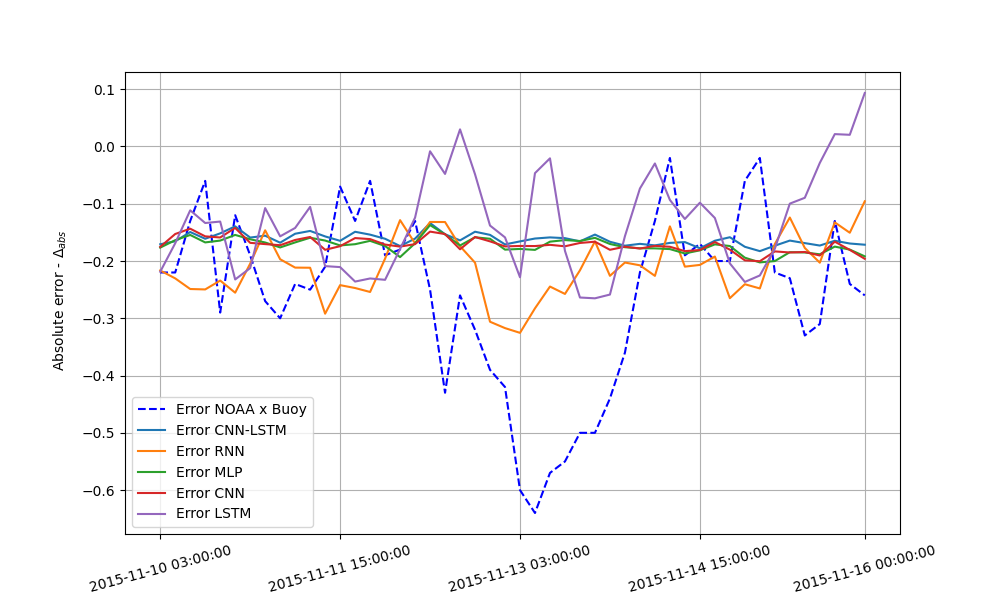 0.1
0.0
−0.1
−0.2
−0.3
−0.4
−0.5
−0.6
Absolute error - Δabs
Error NOAA x Buoy
Error CNN-LSTM
Error RNN
Error MLP
Error CNN
Error LSTM
2015-11-10 03:00:00
2015-11-11 15:00:00
2015-11-13 03:00:00
2015-11-14 15:00:00
2015-11-16 00:00:00